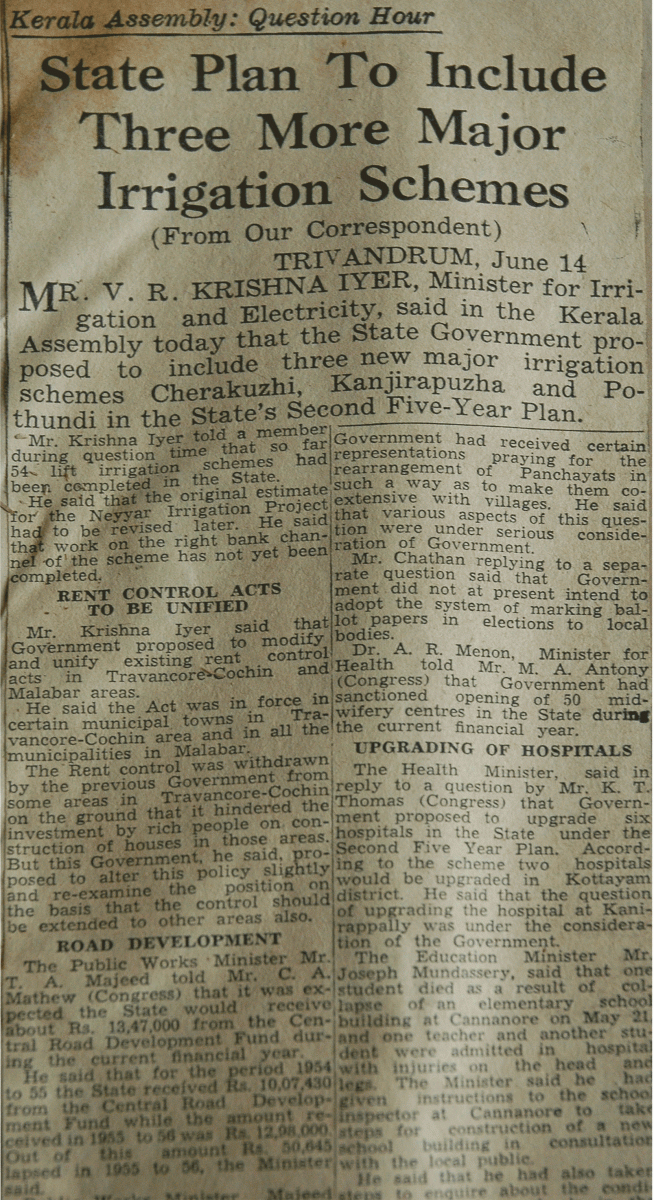 Kerala Assembly: Question Hour
State Plan To Include
Three More Major
Irrigation Schemes
(From Our Correspondent)
TRIVANDRUM, June 14
MR. V. R. KRISHNA IYER, Minister for Irri-
gation and Electricity, said in the Kerala
Assembly today that the State Government pro-
posed to include three new major irrigation
schemes Cherakuzhi, Kanjirapuzha and Po-
thundi in the State's Second Five-Year Plan.
Mr. Krishna Iyer told a member
during question time that so far
54 lift irrigation schemes had
been completed in the State.
He said that the original estimate
for the Neyyar Irrigation Project
had to be revised later. He said
that work on the right bank chan-
nel of the scheme has not yet been
completed.
RENT CONTROL ACTS
TO BE UNIFIED
Mr. Krishna Iyer said that
Government proposed to modify
and unify existing rent control
acts in Travancore-Cochin and
Malabar areas.
He said the Act was in force in
certain municipal towns in Tra-
vancore-Cochin area and in all the
municipalities in Malabar.
The Rent control was withdrawn
by the previous Government from
some areas in Travancore-Cochin
on the ground that it hindered the
investment by rich people on con-
struction of houses in those areas.
But this Government, he said, pro-
posed to alter this policy slightly
and re-examine the position on
the basis that the control should
be extended to other areas also.
ROAD DEVELOPMENT
The Public Works Minister Mr.
T. A. Majeed told Mr. C. A.
Mathew (Congress) that it was ex-
pected the State would receive
about Rs. 13,47,000 from the Cen-
tral Road Development Fund dur-
ing the current financial year.
He said that for the period 1954
to 55 the State received Rs. 10,07,430
from the Central Road Develop-
ment Fund while the amount re-
ceived in 1955 to 56 was Rs. 12,98,000.
Out of this amount Rs. 50,645
lapsed in 1955 to 56, the Minister
said.
Works Minister Majeed
Government had received certain
representations praying for the
rearrangement of Panchayats in
such a way as to make them co-
extensive with villages. He said
that various aspects of this ques-
tion were under serious conside-
ration of Government.
Mr. Chathan replying to a sepa-
rate question said that Govern-
ment did not at present intend to
adopt the system of marking bal-
lot papers in elections to local
bodies.
Dr. A. R. Menon, Minister for
Health told Mr. M. A. Antony
(Congress) that Government had
sanctioned opening of 50 mid-
wifery centres in the State during
the current financial year.
UPGRADING OF HOSPITALS
The Health Minister, said in
reply to a question by Mr. K. T.
Thomas (Congress) that Govern-
ment proposed to upgrade six
hospitals in the State under the
Second Five Year Plan. Accord-
ing to the scheme two hospitals
would be upgraded in Kottayam
district. He said that the question
of upgrading the hospital at Kani-
rappally was under the considera-
tion of the Government.
The Education Minister Mr.
Joseph Mundassery, said that one
student died as a result of col-
lapse of an elementary school
building at Cannanore on May 21
and one teacher and another stu-
dent were admitted in hospital
with injuries on the head and
legs. The Minister said he had
given instructions to the school
inspector at Cannanore to take
steps for construction of a new
school building in consultation
with the local public.
He said that he had also taken
steps to enquire about the condi